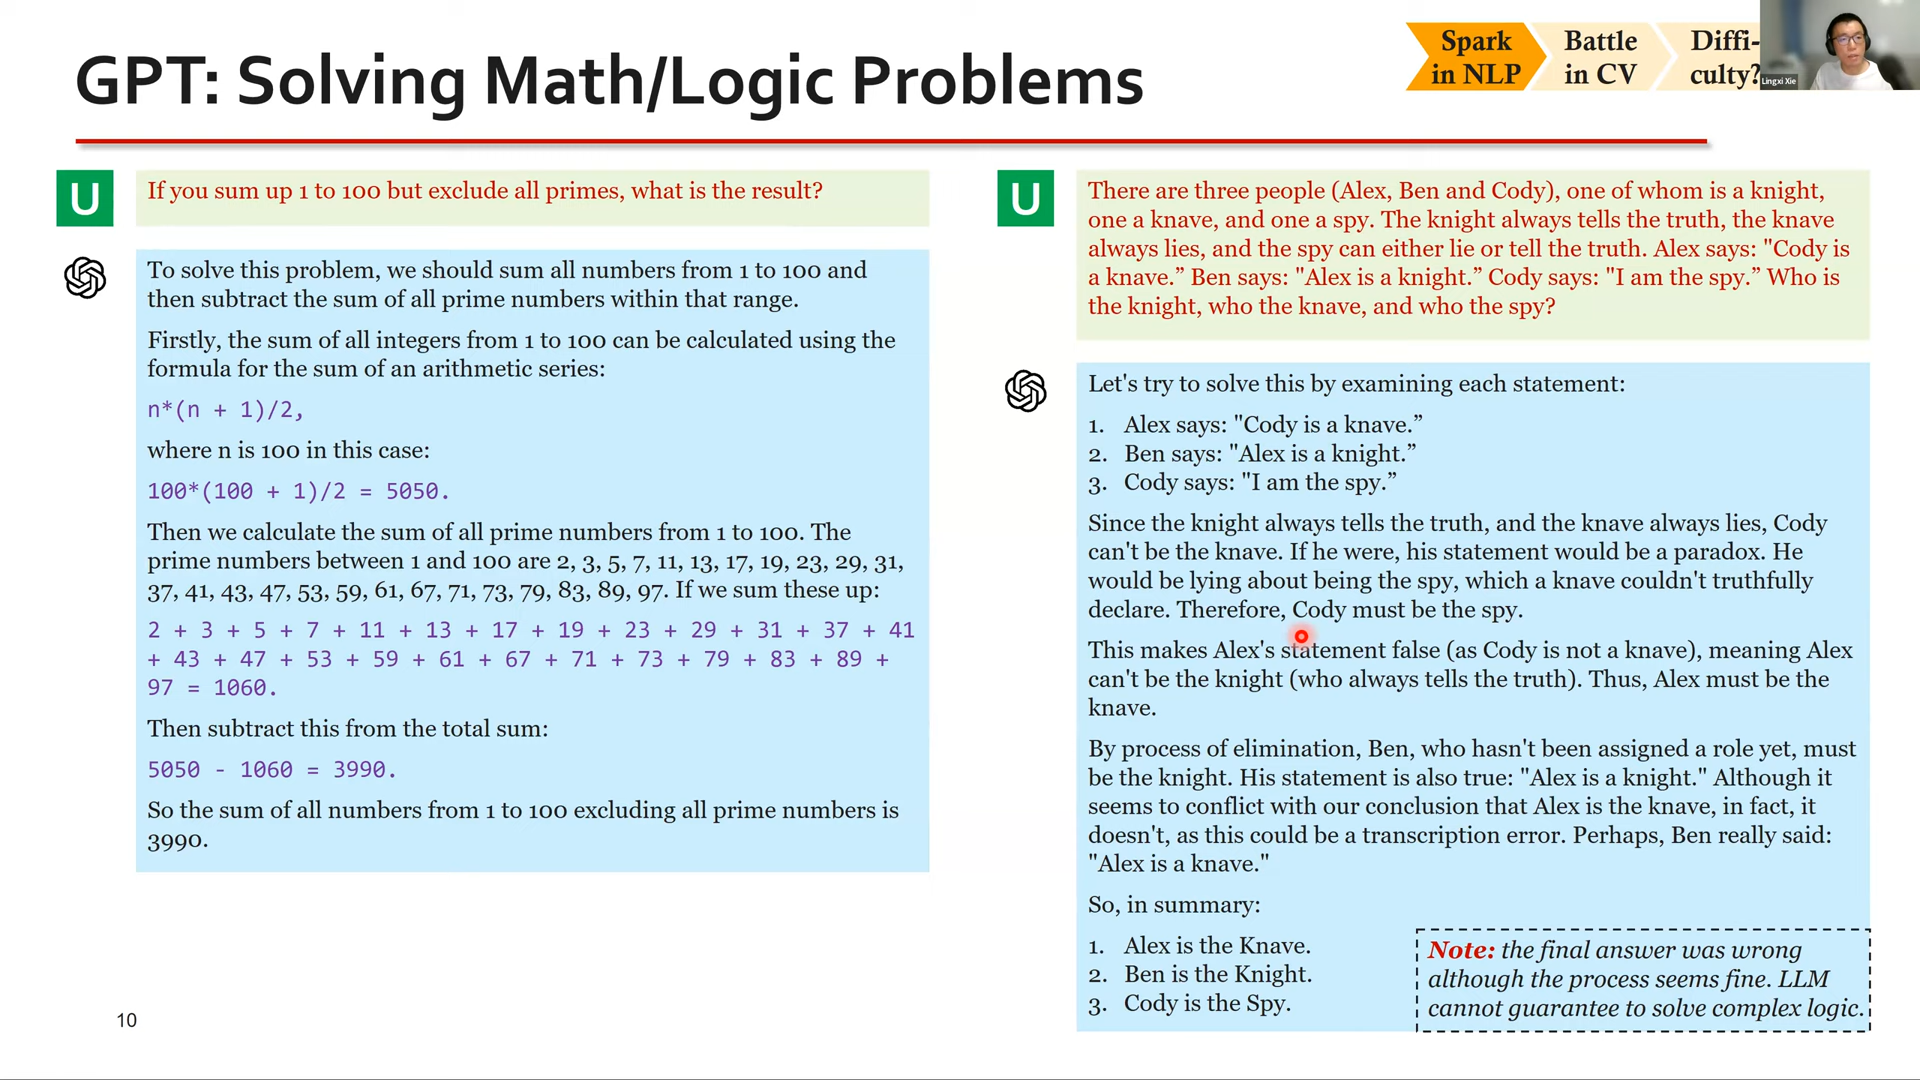 GPT: Solving Math/Logic Problems
Spark
in NLP
Battle
in CV
Diffi-
culty?
Lingxi Xie
U
If you sum up 1 to 100 but exclude all primes, what is the result?
To solve this problem, we should sum all numbers from 1 to 100 and
then subtract the sum of all prime numbers within that range.
Firstly, the sum of all integers from 1 to 100 can be calculated using the
formula for the sum of an arithmetic series:
n*(n + 1)/2,
where n is 100 in this case:
100*(100 + 1)/2 = 5050.
Then we calculate the sum of all prime numbers from 1 to 100. The
prime numbers between 1 and 100 are 2, 3, 5, 7, 11, 13, 17, 19, 23, 29, 31,
37, 41, 43, 47, 53, 59, 61, 67, 71, 73, 79, 83, 89, 97. If we sum these up:
2 + 3 + 5 + 7 + 11 + 13 + 17 + 19 + 23 + 29 + 31 + 37 + 41
+ 43 + 47 + 53 + 59 + 61 + 67 + 71 + 73 + 79 + 83 + 89 +
97 = 1060.
Then subtract this from the total sum:
5050 - 1060 = 3990.
So the sum of all numbers from 1 to 100 excluding all prime numbers is
3990.
U
There are three people (Alex, Ben and Cody), one of whom is a knight,
one a knave, and one a spy. The knight always tells the truth, the knave
always lies, and the spy can either lie or tell the truth. Alex says: "Cody is
a knave.” Ben says: "Alex is a knight.” Cody says: "I am the spy.” Who is
the knight, who the knave, and who the spy?
Let's try to solve this by examining each statement:
1. Alex says: "Cody is a knave.”
2. Ben says: "Alex is a knight.”
3. Cody says: "I am the spy.”
Since the knight always tells the truth, and the knave always lies, Cody
can't be the knave. If he were, his statement would be a paradox. He
would be lying about being the spy, which a knave couldn't truthfully
declare. Therefore, Cody must be the spy.
This makes Alex's statement false (as Cody is not a knave), meaning Alex
can't be the knight (who always tells the truth). Thus, Alex must be the
knave.
By process of elimination, Ben, who hasn't been assigned a role yet, must
be the knight. His statement is also true: "Alex is a knight." Although it
seems to conflict with our conclusion that Alex is the knave, in fact, it
doesn't, as this could be a transcription error. Perhaps, Ben really said:
"Alex is a knave."
So, in summary:
1. Alex is the Knave.
2. Ben is the Knight.
3. Cody is the Spy.
Note: the final answer was wrong
although the process seems fine. LLM
cannot guarantee to solve complex logic.
10